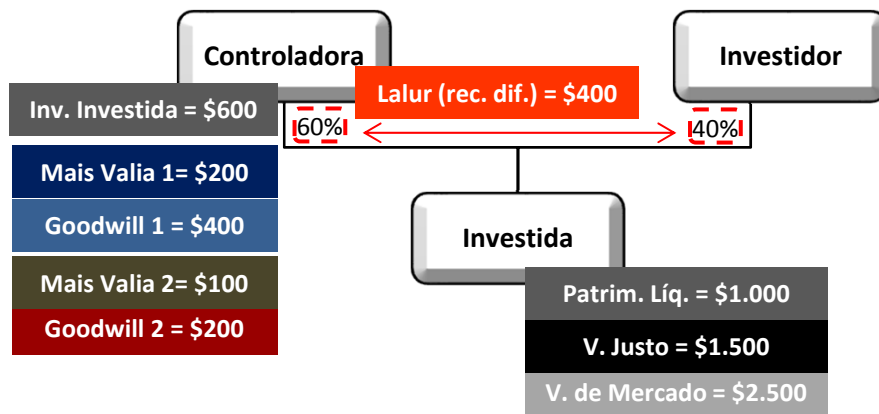 Controladora
Investidor
Inv. Investida = $600
Lalur (rec. dif.) = $400
60%
40%
Mais Valia 1= $200
Goodwill 1 = $400
Mais Valia 2= $100
Goodwill 2 = $200
Investida
Patrim. Líq. = $1.000
V. Justo = $1.500
V. de Mercado = $2.500